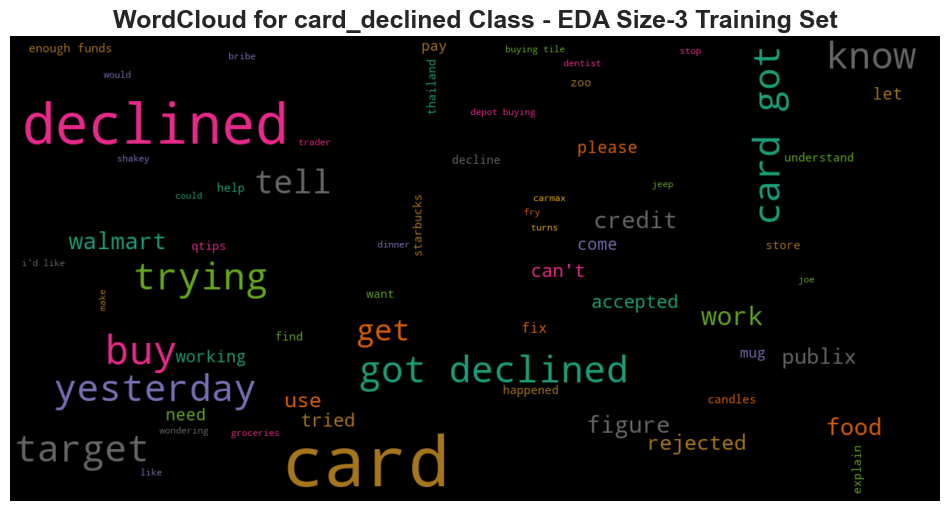 WordCloud for card_declined Class - EDA Size-3 Training Set
enough funds
bribe
pay
buying tile
stop
know
would
thailand
dentist
zoo
card got
let
declined
depot buying
trader
shakey
decline
please
understand
tell
help
could
jeep
carmax
fry
turns
credit
starbucks
walmart
qtips
dinner
come
store
i'd like
trying
can't
joe
make
want
accepted
work
find
get
fix
buy
working
mug
publix
got declined
yesterday
happened
use
candles
need
tried
figure
food
wondering
groceries
rejected
target
card
like
explain